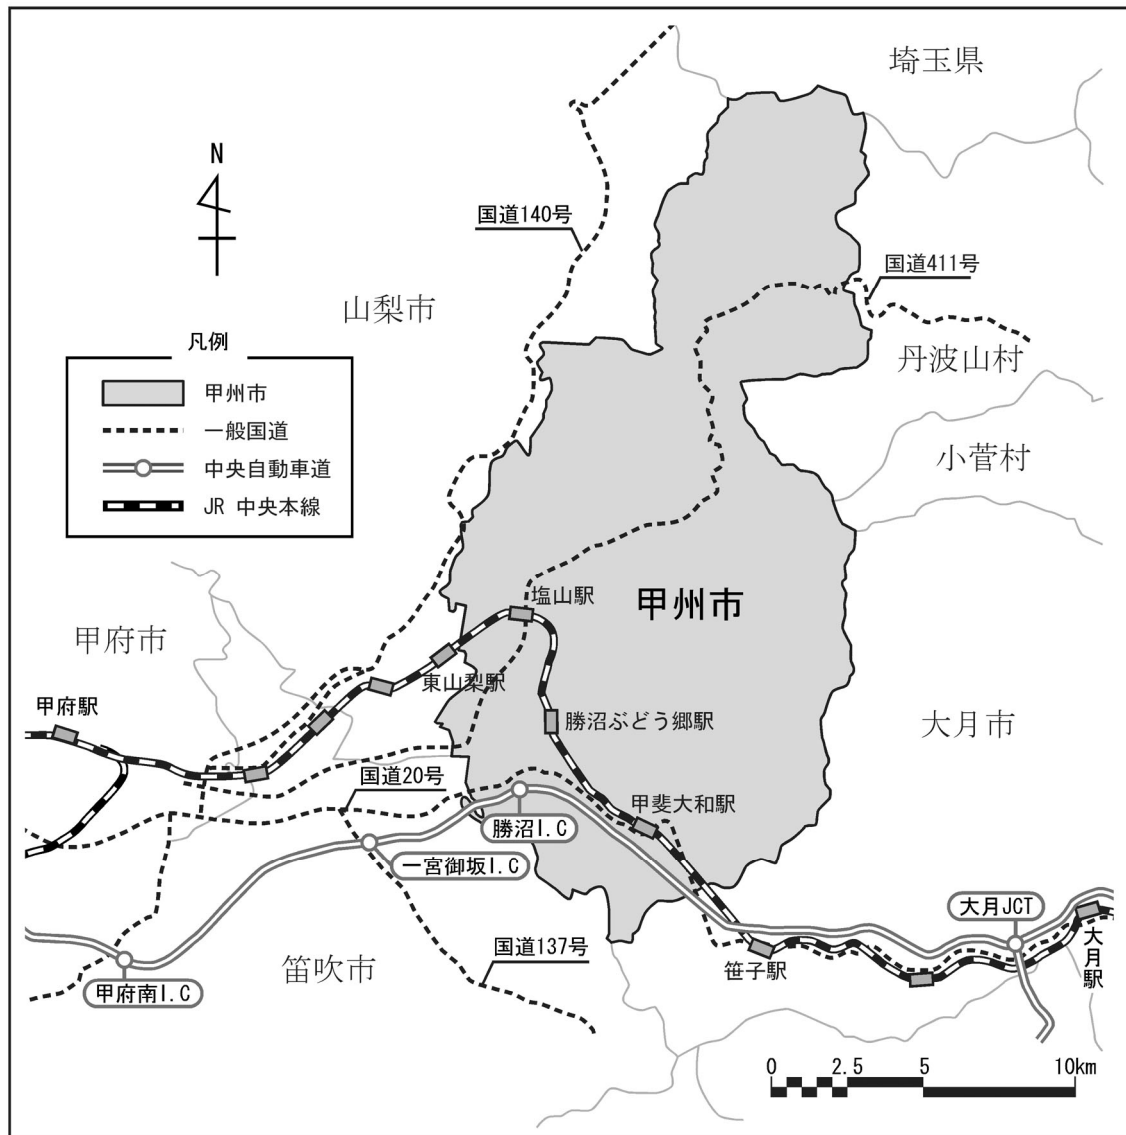 埼玉県
N
国道140号
国道411号
山梨市
凡例
甲州市
一般国道
中央自動車道
JR 中央本線
丹波山村
小菅村
塩山駅
甲州市
甲府市
東山梨駅
甲府駅
勝沼ぶどう郷駅
大月市
国道20号
甲斐大和駅
勝沼I.C
一宮御坂I.C
大月JCT
大月駅
国道137号
笹子駅
笛吹市
甲府南I.C
0 2.5 5 10km